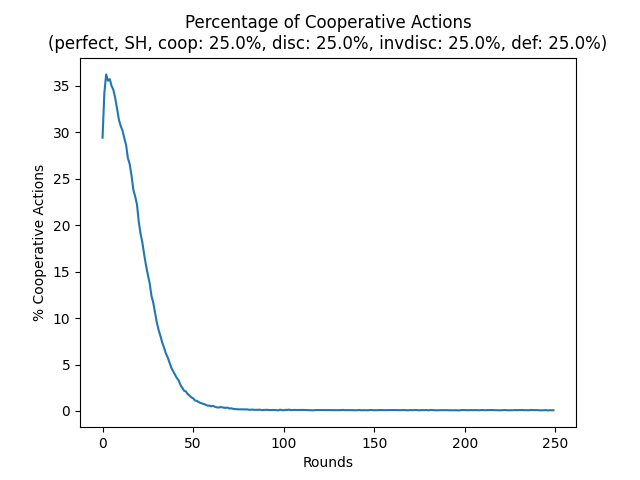 Percentage of Cooperative Actions
(perfect, SH, coop: 25.0%, disc: 25.0%, invdisc: 25.0%, def: 25.0%)
% Cooperative Actions
35
30
25
20
15
10
5
0
0 50 100 150 200 250
Rounds